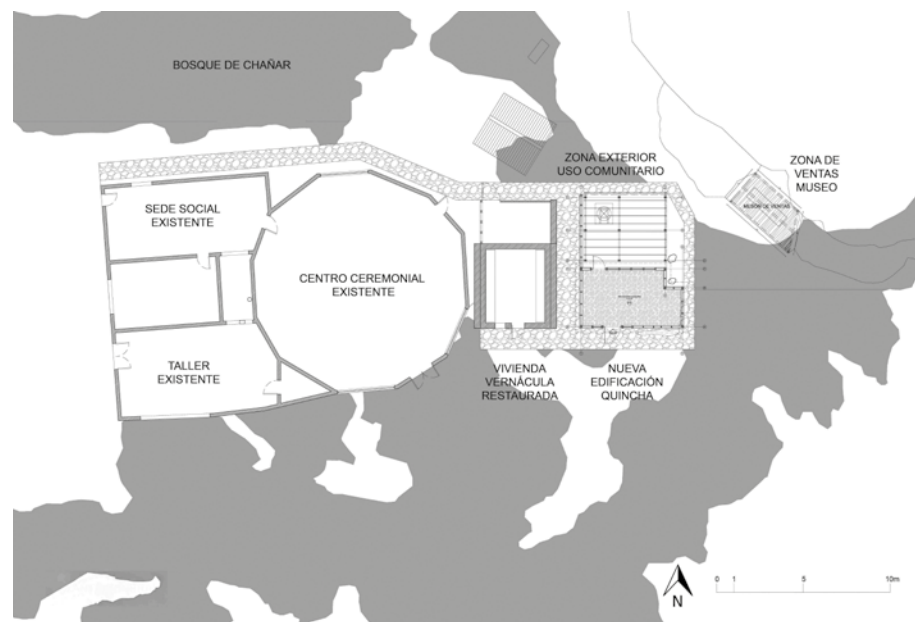 BOSQUE DE CHAÑAR
ZONA EXTERIOR
USO COMUNITARIO
ZONA DE
VENTAS
MUSEO
SEDE SOCIAL
EXISTENTE
CENTRO CEREMONIAL
EXISTENTE
TALLER
EXISTENTE
VIVIENDA
VERNÁCULA
RESTAURADA
NUEVA
EDIFICACIÓN
QUINCHA
N
0 1 5 10m